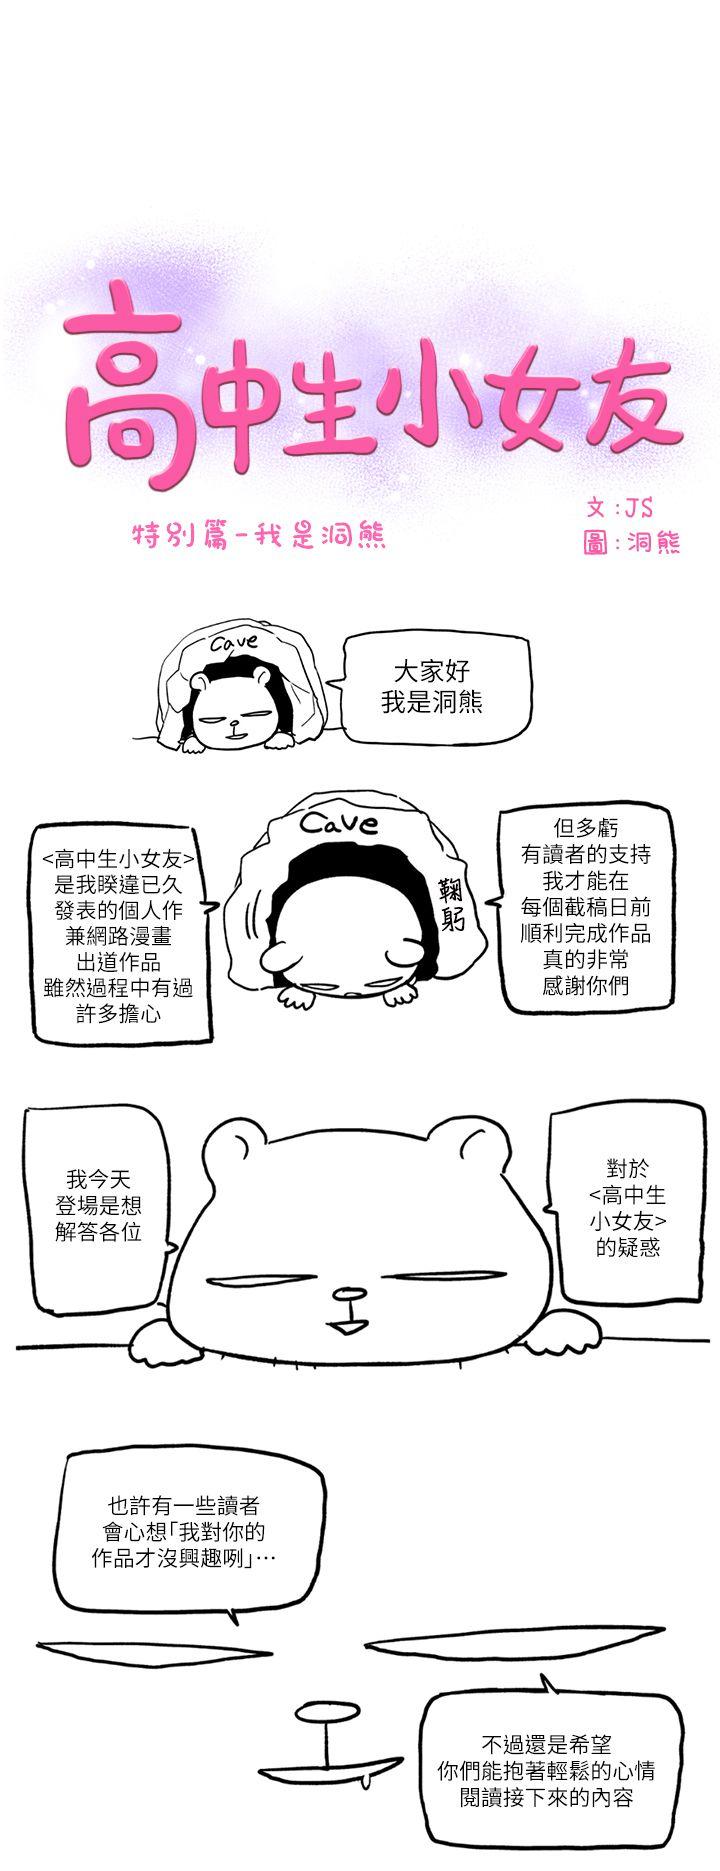 高中生小女友
文:JS
特別篇-我是洞熊
圖:洞熊
Cave
大家好
我是洞熊
<高中生小女友>
是我睽違已久
發表的個人作
兼網路漫畫
出道作品
雖然過程中有過
許多擔心
Cave
鞠躬
但多虧
有讀者的支持
我才能在
每個截稿日前
順利完成作品
真的非常
感謝你們
我今天
登場是想
解答各位
對於
<高中生
小女友>
的疑惑
也許有一些讀者
會心想「我對你的
作品才沒興趣咧」…
不過還是希望
你們能抱著輕鬆的心情
閱讀接下來的內容